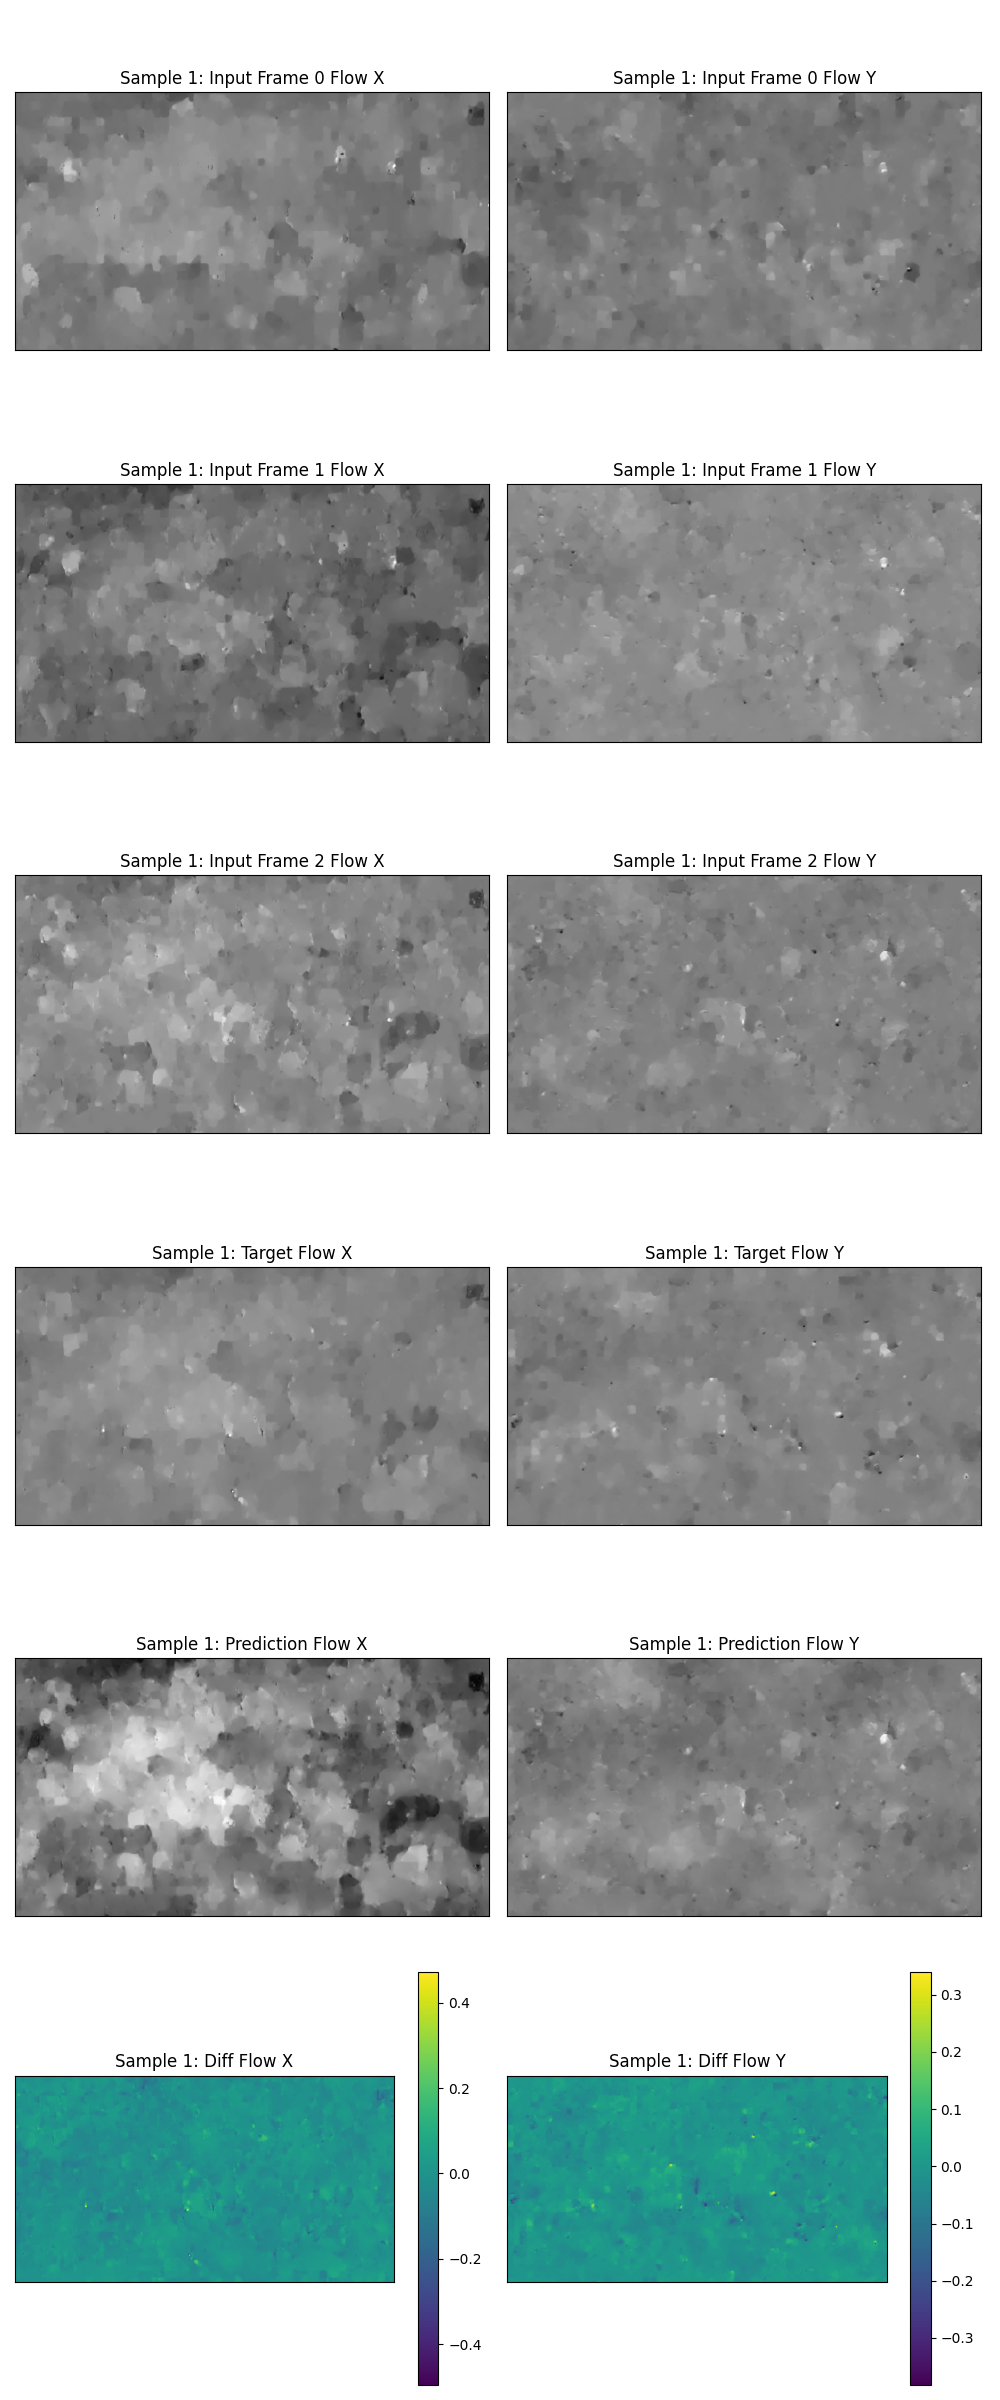 Sample 1: Input Frame 0 Flow X
Sample 1: Input Frame 0 Flow Y
Sample 1: Input Frame 1 Flow X
Sample 1: Input Frame 1 Flow Y
Sample 1: Input Frame 2 Flow X
Sample 1: Input Frame 2 Flow Y
Sample 1: Target Flow X
Sample 1: Target Flow Y
Sample 1: Prediction Flow X
Sample 1: Prediction Flow Y
Sample 1: Diff Flow X
0.4
0.2
0.0
−0.2
−0.4
Sample 1: Diff Flow Y
0.3
0.2
0.1
0.0
−0.1
−0.2
−0.3